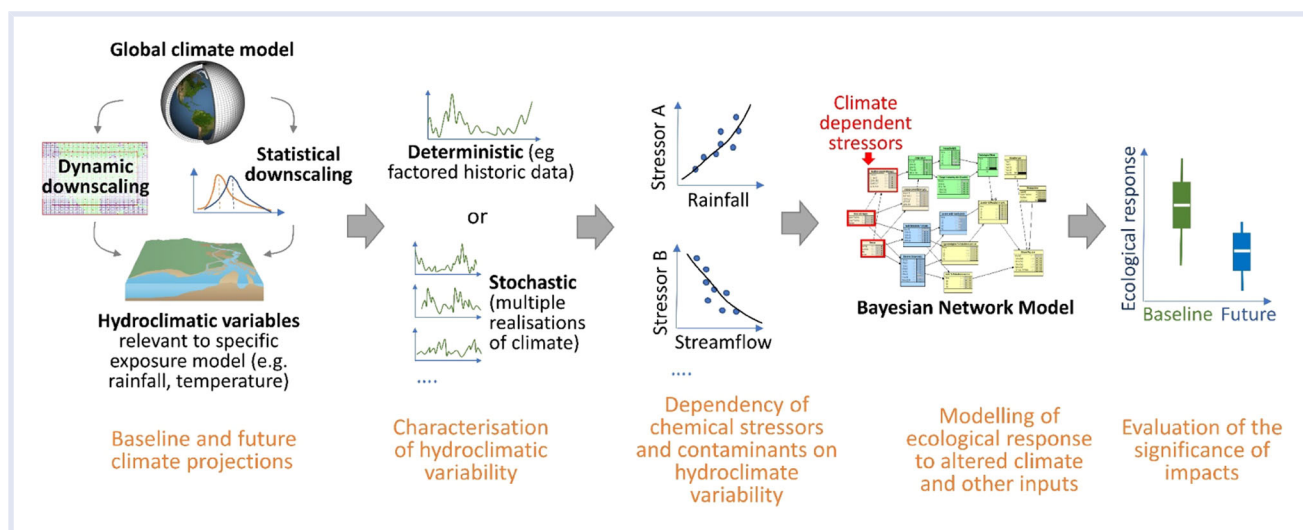 Global climate model
Dynamic
downscaling
Statistical
downscaling
Hydroclimatic variables
relevant to specific
exposure model (e.g.
rainfall, temperature)
Baseline and future
climate projections
Deterministic (eg
factored historic data)
or
Stochastic
(multiple
realisations
of climate)
....
Characterisation
of hydroclimatic
variability
Stressor A
Rainfall
Stressor B
Streamflow
....
Dependency of
chemical stressors
and contaminants on
hydroclimate
variability
Climate
dependent
stressors
Bayesian Network Model
Modelling of
ecological response
to altered climate
and other inputs
Ecological response
Baseline
Future
Evaluation of the
significance of
impacts